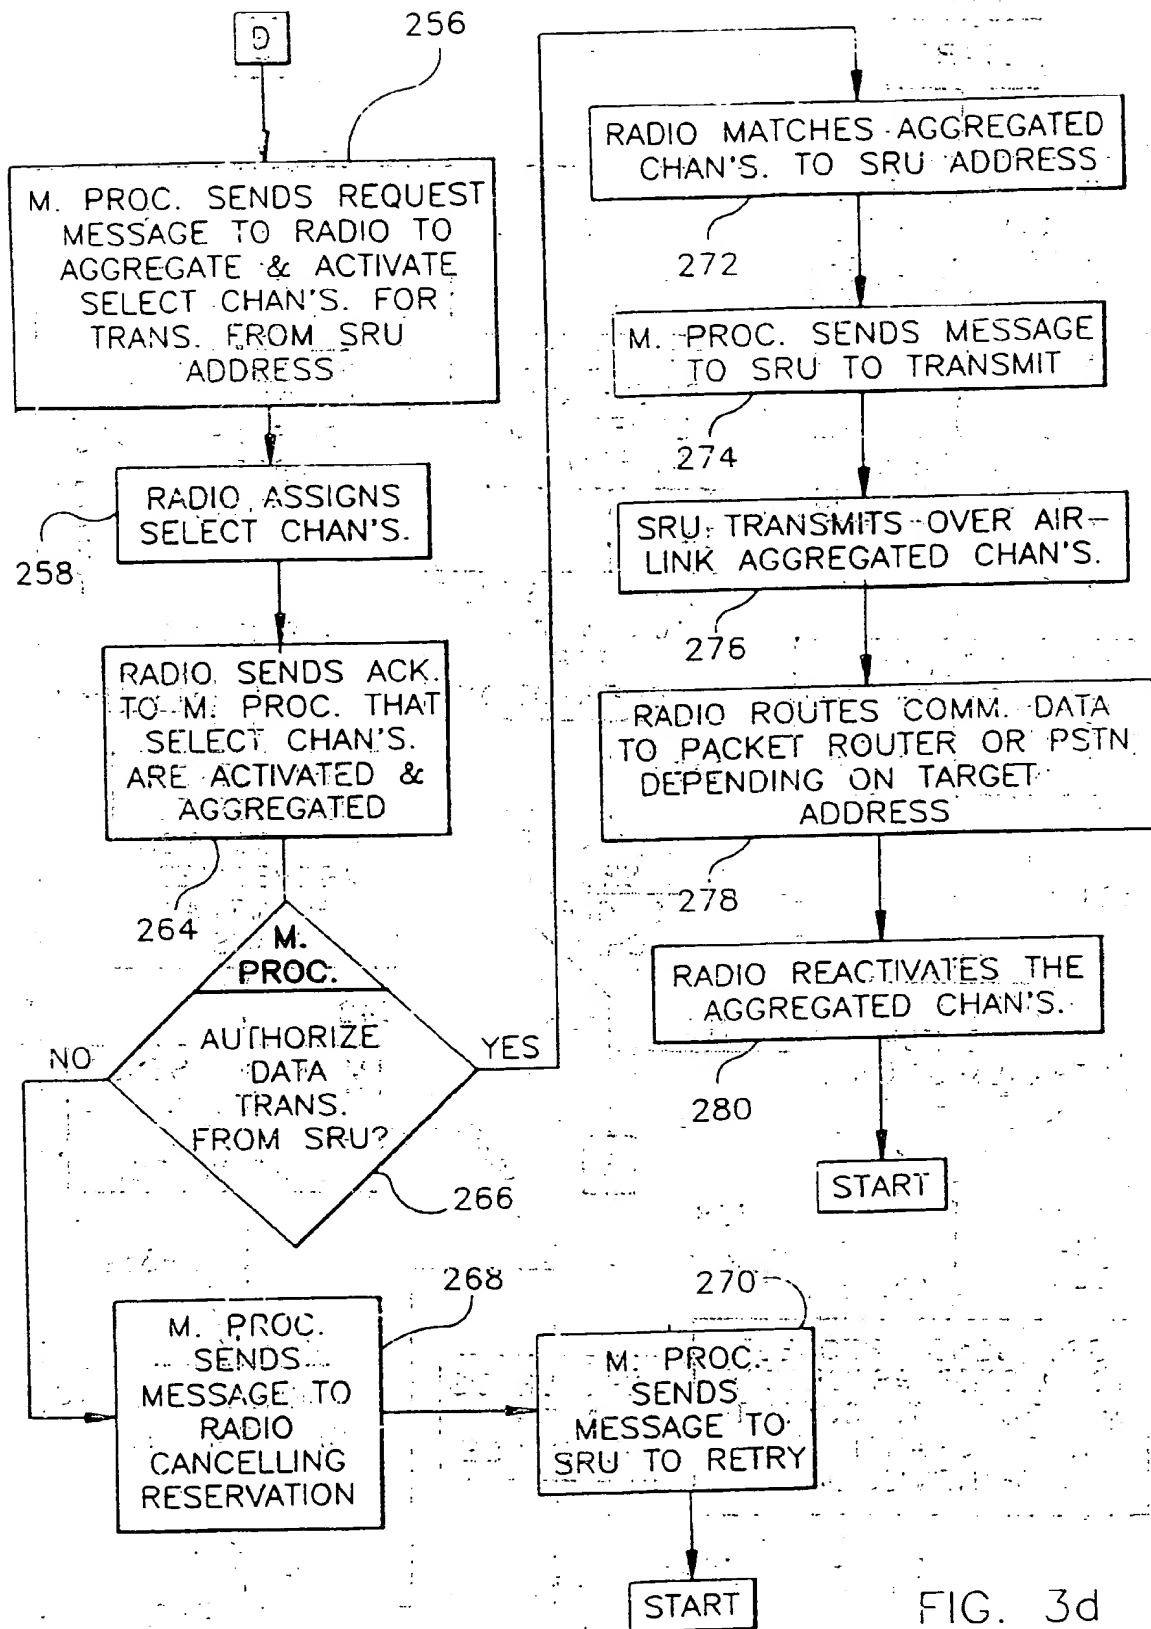 D
256
M. PROC. SENDS REQUEST
MESSAGE TO RADIO TO
AGGREGATE & ACTIVATE
SELECT CHAN'S. FOR
TRANS. FROM SRU
ADDRESS
RADIO ASSIGNS
SELECT CHAN'S.
258
RADIO SENDS ACK.
TO M. PROC. THAT
SELECT CHAN'S.
ARE ACTIVATED &
AGGREGATED
264
M.
PROC.
AUTHORIZE
DATA
TRANS.
FROM SRU?
NO
YES
266
M. PROC.
SENDS
MESSAGE TO
RADIO
CANCELLING
RESERVATION
268
M. PROC.
SENDS
MESSAGE TO
SRU TO RETRY
270
START
RADIO MATCHES AGGREGATED
CHAN'S. TO SRU ADDRESS
272
M. PROC. SENDS MESSAGE
TO SRU TO TRANSMIT
274
SRU TRANSMITS OVER AIR-
LINK AGGREGATED CHAN'S.
276
RADIO ROUTES COMM. DATA
TO PACKET ROUTER OR PSTN
DEPENDING ON TARGET
ADDRESS
278
RADIO REACTIVATES THE
AGGREGATED CHAN'S.
280
START
FIG. 3d